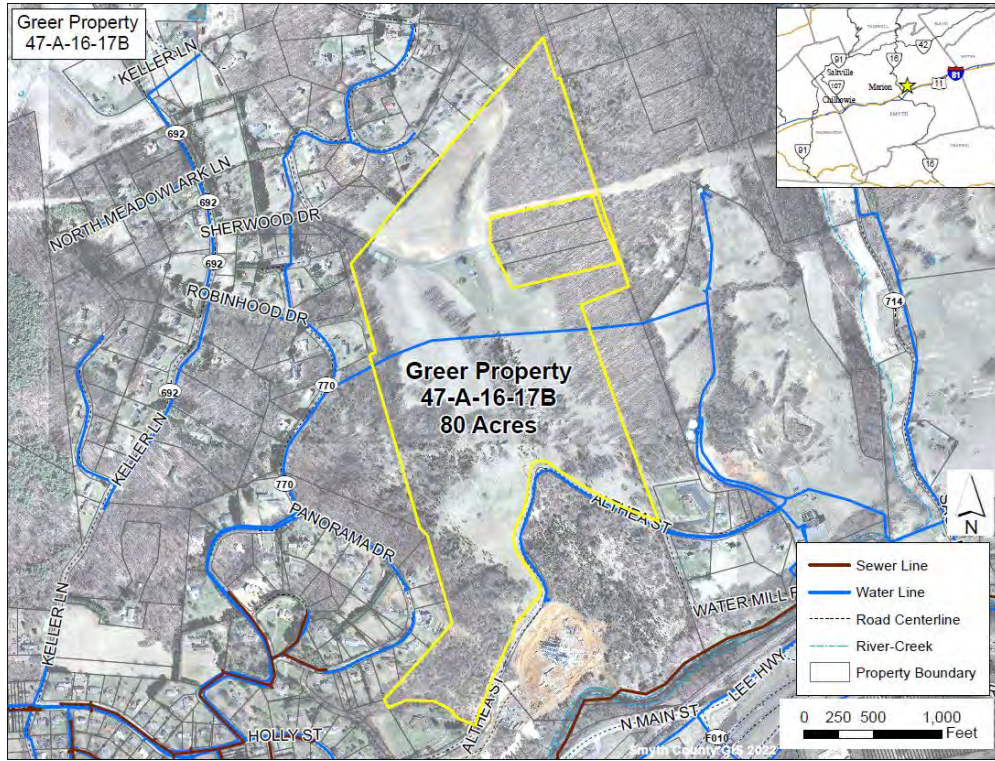 Greer Property
47-A-16-17B
KELLER LN
692
NORTH MEADOWLARK LN
692
SHERWOOD DR
692
ROBINHOOD DR
770
692
KELLER LN
770
PANORAMA DR
KELLER LN
HOLLY ST
Greer Property
47-A-16-17B
80 Acres
ALTHEA ST
ALTHEA ST
WATER MILL
N MAIN ST
LEE HWY
F010
714
16
42
91
Saltville
107
Chilhowie
Marion
11
81
SMYTH
91
16
N
Sewer Line
Water Line
Road Centerline
River-Creek
Property Boundary
0 250 500 1,000
Feet
Smyth County GIS 2022